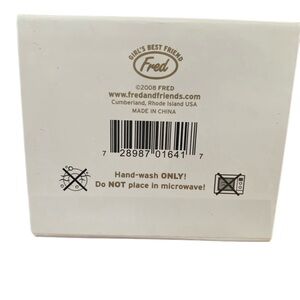 GIRL'S BEST FRIEND
Fred
©2008 FRED
www.fredandfriends.com
Cumberland, Rhode Island USA
MADE IN CHINA
7 28987 01641 7
Hand-wash ONLY!
Do NOT place in microwave!